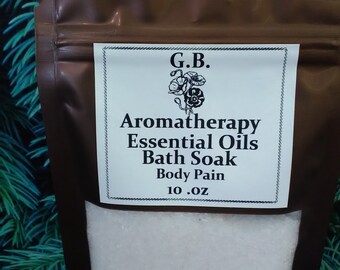 G.B.
Aromatherapy
Essential Oils
Bath Soak
Body Pain
10 .oz